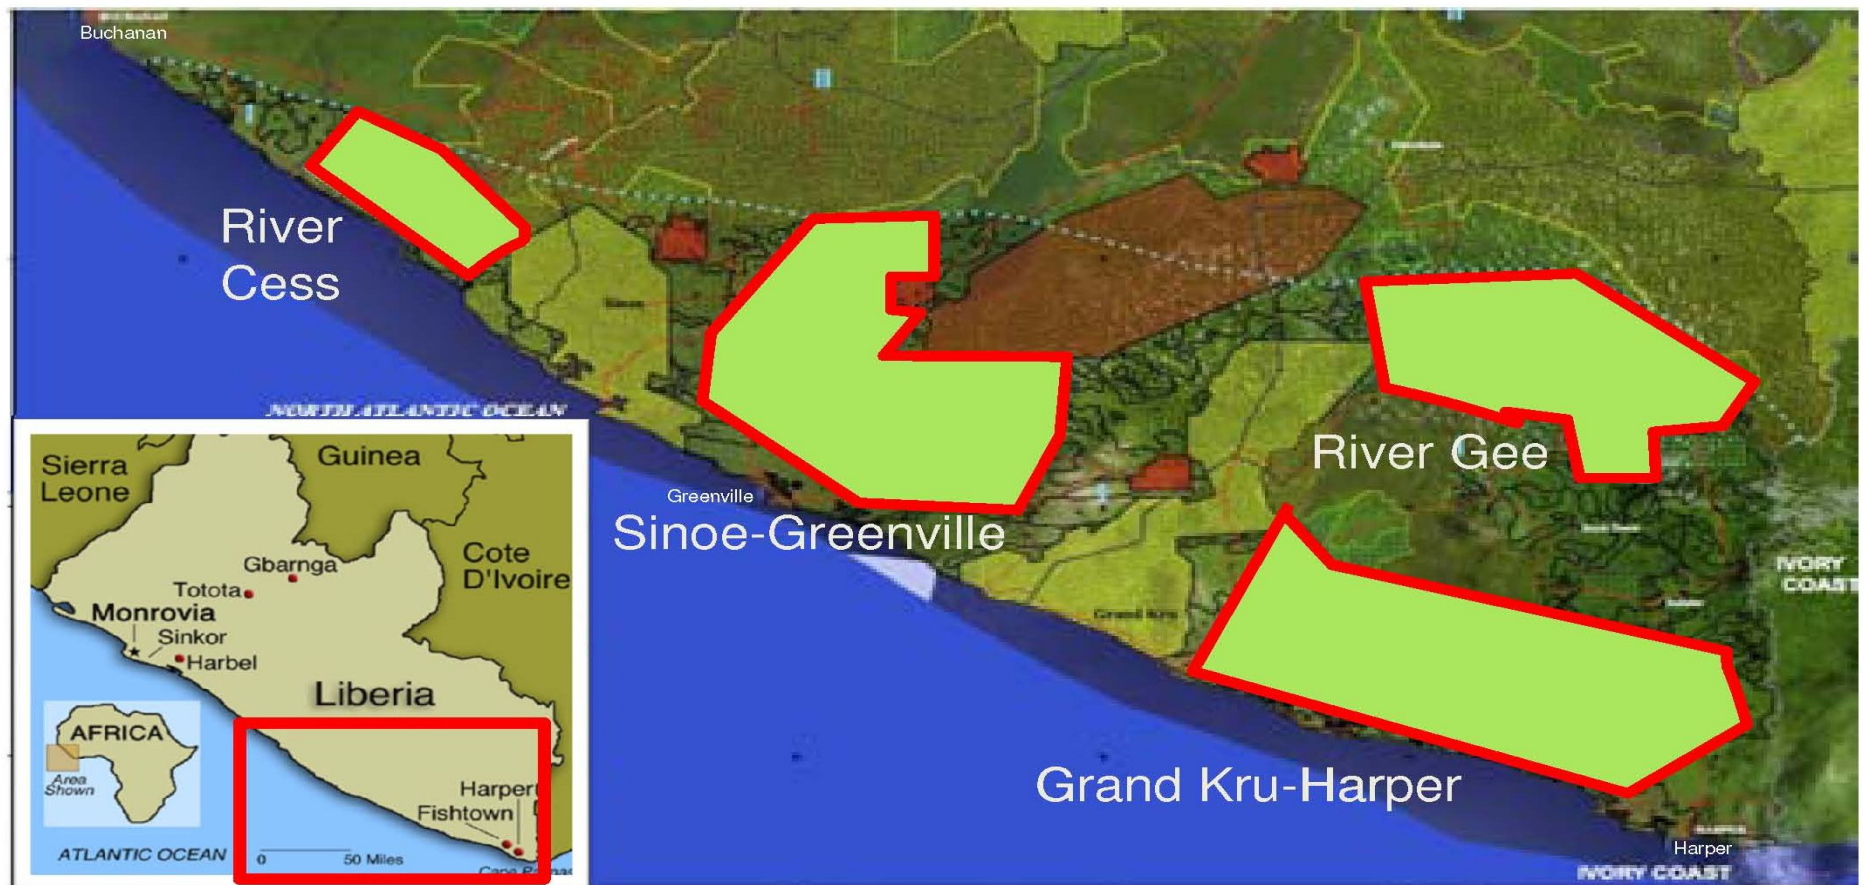 Buchanan
River
Cess
NORTH ATLANTIC OCEAN
Greenville
Sinoe-Greenville
River Gee
IVORY
COAST
Grand Kru
Grand Kru-Harper
Harper
IVORY COAST
Sierra
Leone
Guinea
Cote
D'Ivoire
Gbarnga
Totota
Monrovia
Sinkor
Harbel
Liberia
AFRICA
Area
Shown
Harper
Fishtown
ATLANTIC OCEAN
0 50 Miles